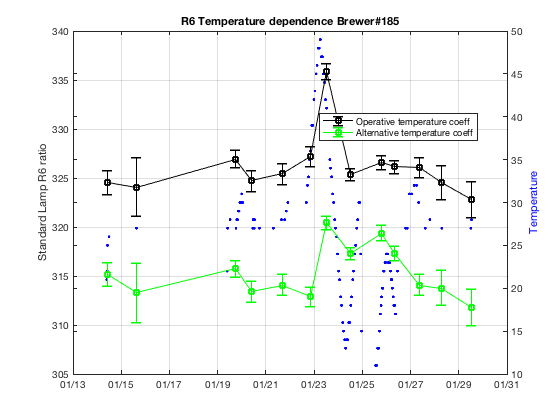 R6 Temperature dependence Brewer#185
340
335
330
325
320
315
310
305
Standard Lamp R6 ratio
50
45
40
35
30
25
20
15
10
Temperature
Operative temperature coeff
Alternative temperature coeff
01/13 01/15 01/17 01/19 01/21 01/23 01/25 01/27 01/29 01/31